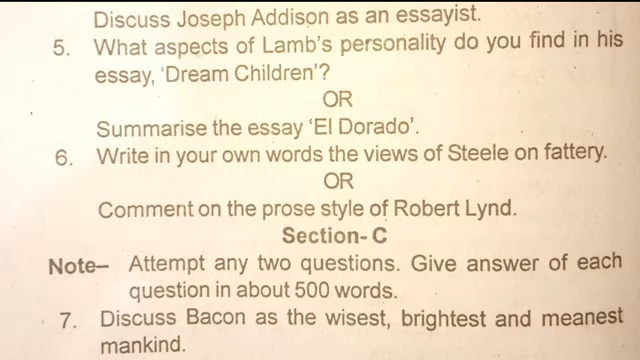 Discuss Joseph Addison as an essayist.
5. What aspects of Lamb's personality do you find in his
essay, 'Dream Children'?
OR
Summarise the essay 'El Dorado'.
6. Write in your own words the views of Steele on fattery.
OR
Comment on the prose style of Robert Lynd.
Section- C
Note– Attempt any two questions. Give answer of each
question in about 500 words.
7. Discuss Bacon as the wisest, brightest and meanest
mankind.